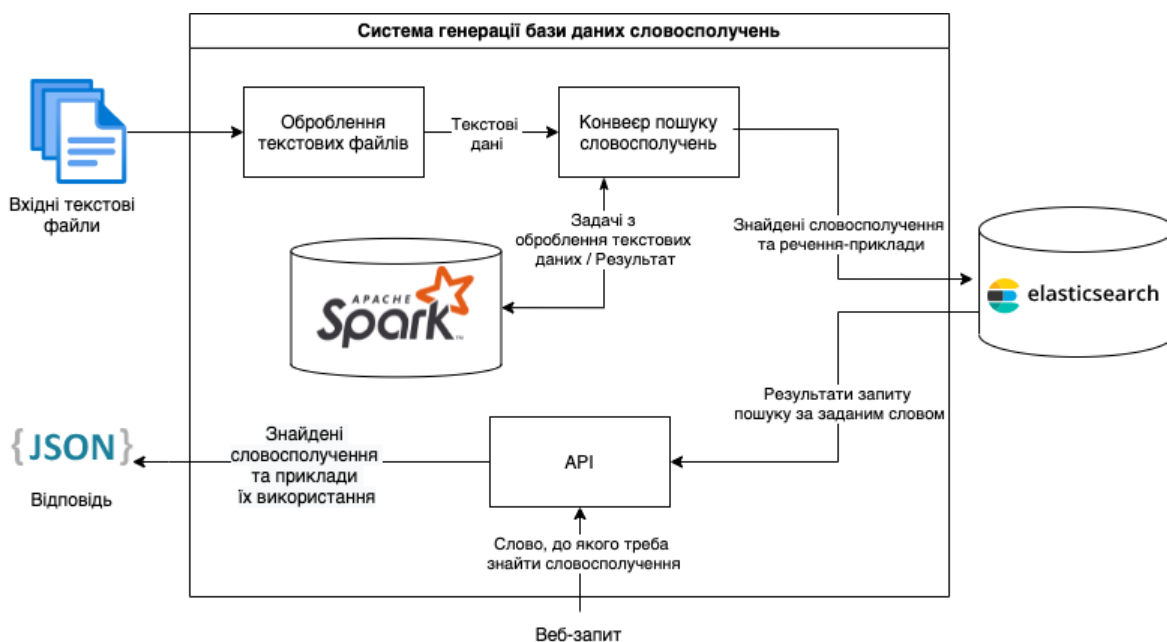 Система генерації бази даних словосполучень
Оброблення
текстових файлів
Текстові
дані
Конвеєр пошуку
словосполучень
Вхідні текстові
файли
Задачі з
оброблення текстових
даних / Результат
Знайдені словосполучення
та речення-приклади
APACHE
Spark
TM
elasticsearch
Результати запиту
пошуку за заданим словом
{JSON}
Відповідь
Знайдені
словосполучення
та приклади
їх використання
API
Слово, до якого треба
знайти словосполучення
Веб-запит